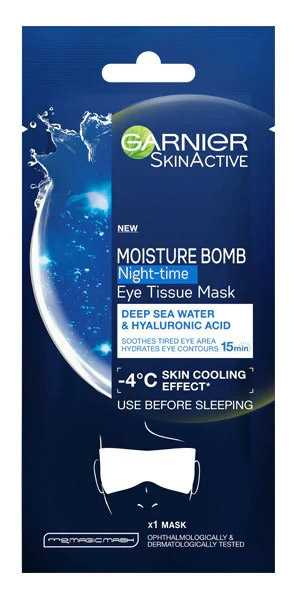 GARNIER
SKINACTIVE
NEW
MOISTURE BOMB
Night-time
Eye Tissue Mask
DEEP SEA WATER
& HYALURONIC ACID
SOOTHES TIRED EYE AREA
HYDRATES EYE CONTOURS 15min
-4°C SKIN COOLING
EFFECT*
USE BEFORE SLEEPING
x1 MASK
OPHTHALMOLOGICALLY &
DERMATOLOGICALLY TESTED